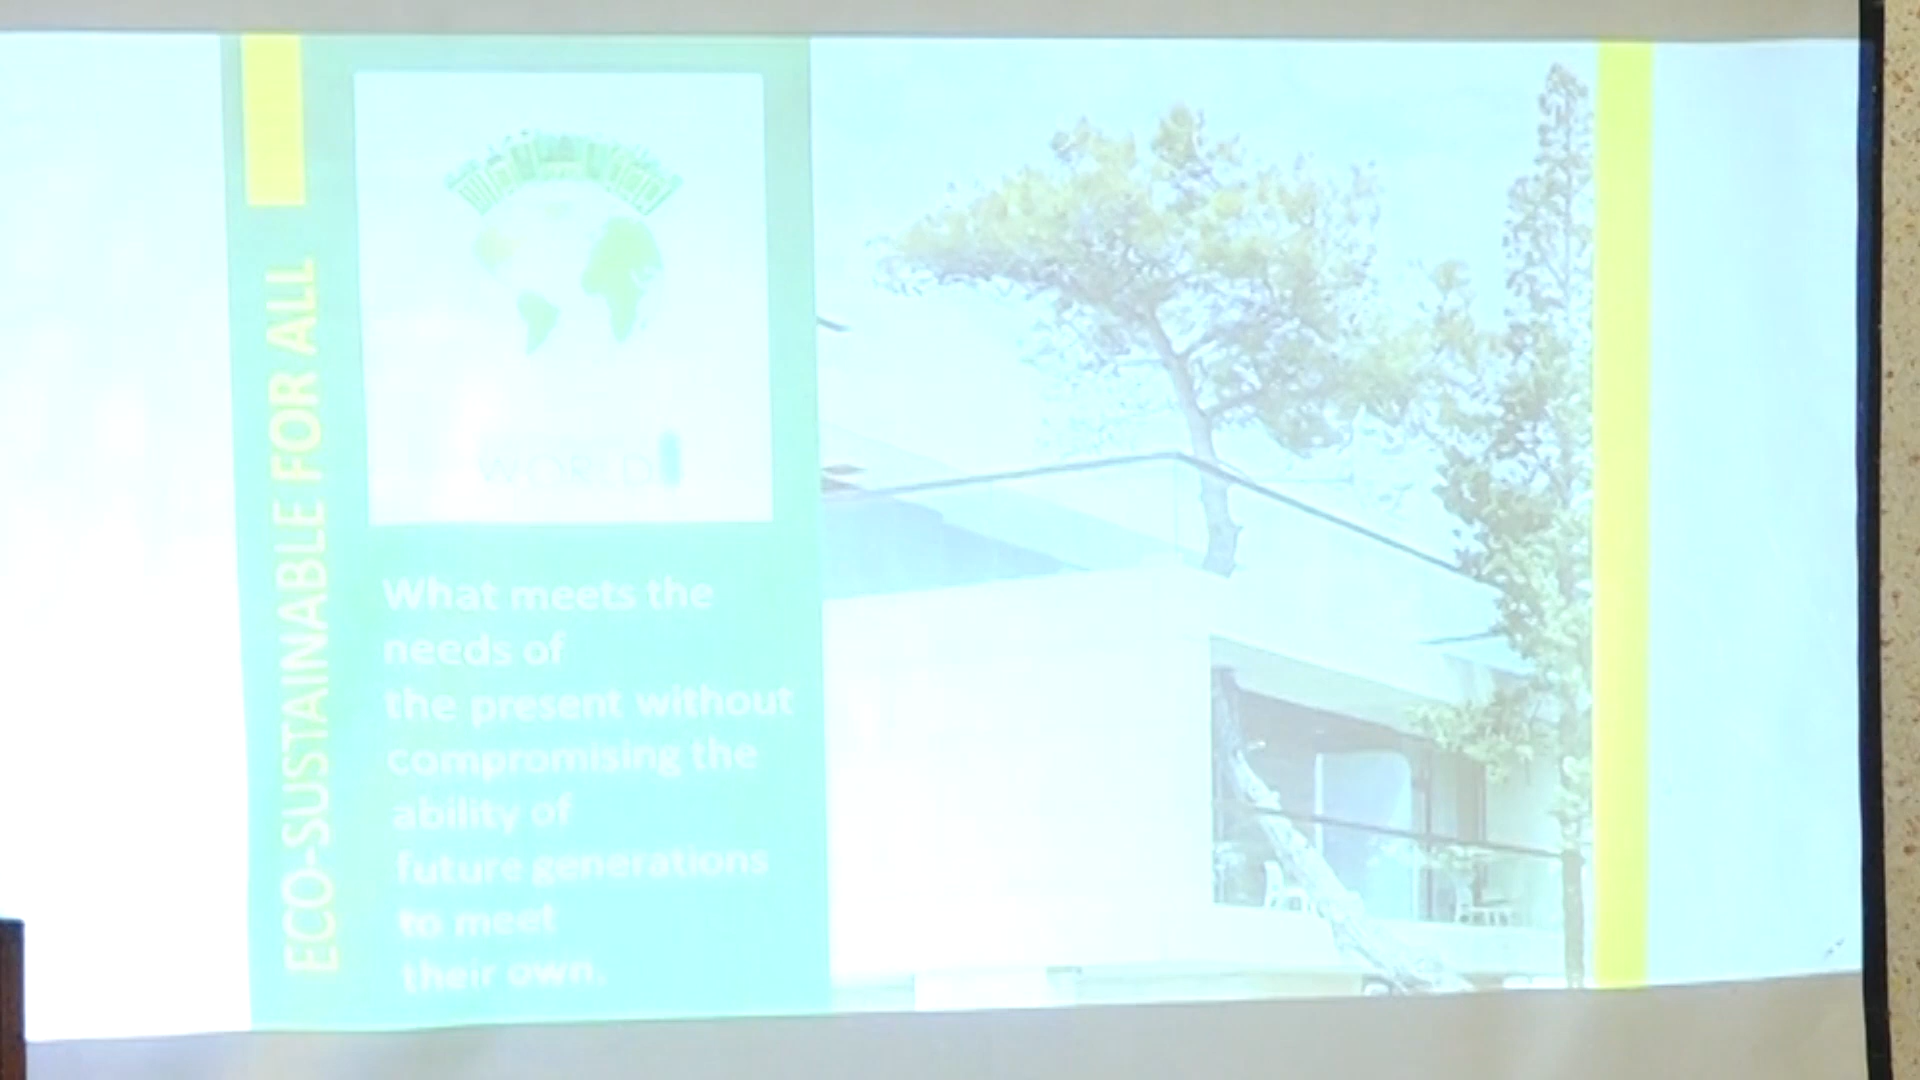 ECO-SUSTAINABLE FOR ALL
WORLD
What meets the
needs of
the present without
compromising the
ability of
future generations
to meet
their own.